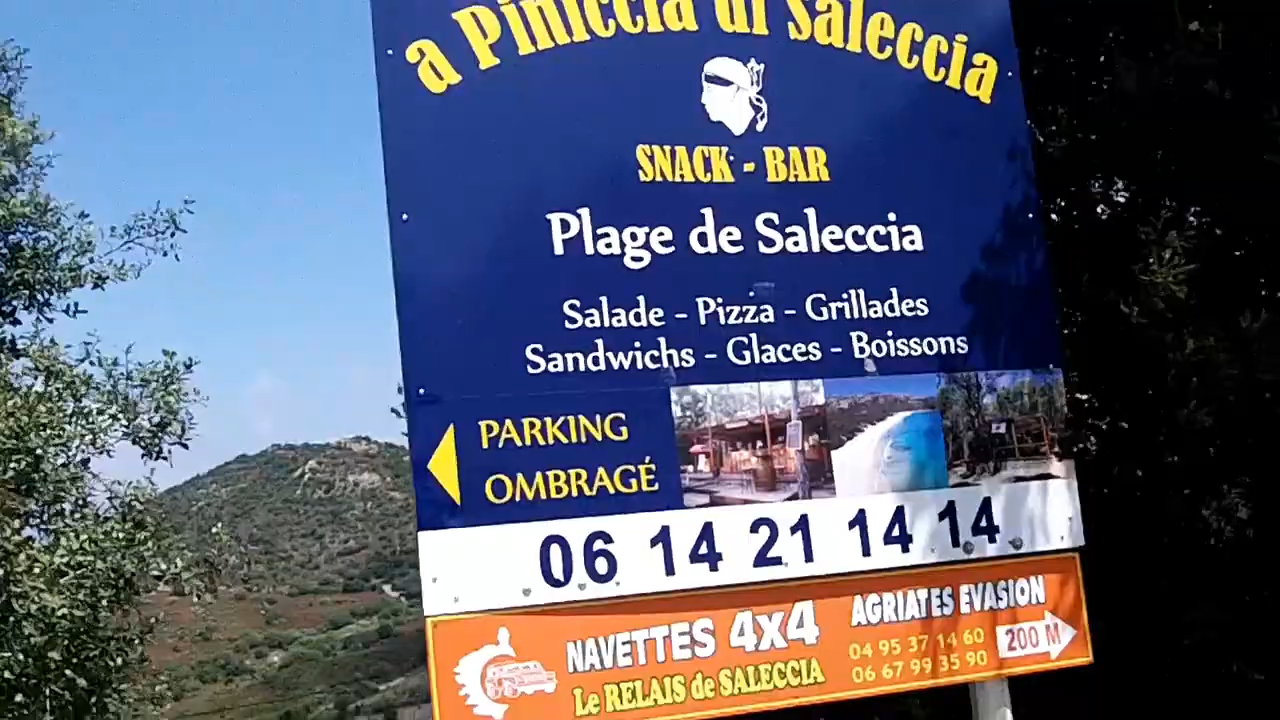 a Piniccia di Saleccia
SNACK - BAR
Plage de Saleccia
Salade - Pizza - Grillades
Sandwichs - Glaces - Boissons
PARKING
OMBRAGÉ
06 14 21 14 14
NAVETTES 4x4
Le RELAIS de SALECCIA
AGRIATES EVASION
04 95 37 14 60
06 67 99 35 90
200 M